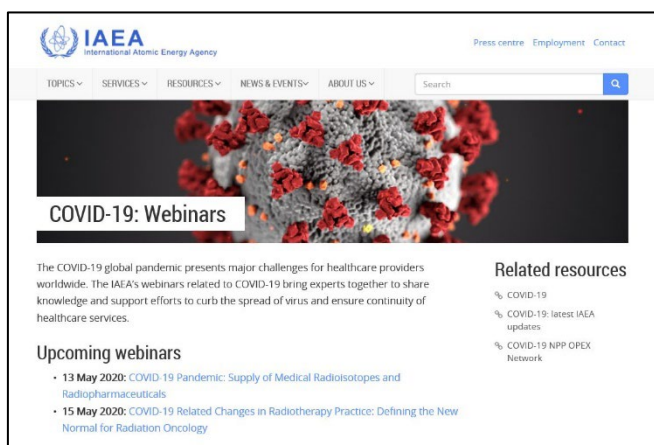 IAEA
International Atomic Energy Agency
Press centre Employment Contact
TOPICS SERVICES RESOURCES NEWS & EVENTS ABOUT US Search
COVID-19: Webinars
The COVID-19 global pandemic presents major challenges for healthcare providers
worldwide. The IAEA's webinars related to COVID-19 bring experts together to share
knowledge and support efforts to curb the spread of virus and ensure continuity of
healthcare services.
Related resources
COVID-19
COVID-19: latest IAEA
updates
COVID-19 NPP OPEX
Network
Upcoming webinars
• 13 May 2020: COVID-19 Pandemic: Supply of Medical Radioisotopes and
Radiopharmaceuticals
• 15 May 2020: COVID-19 Related Changes in Radiotherapy Practice: Defining the New
Normal for Radiation Oncology